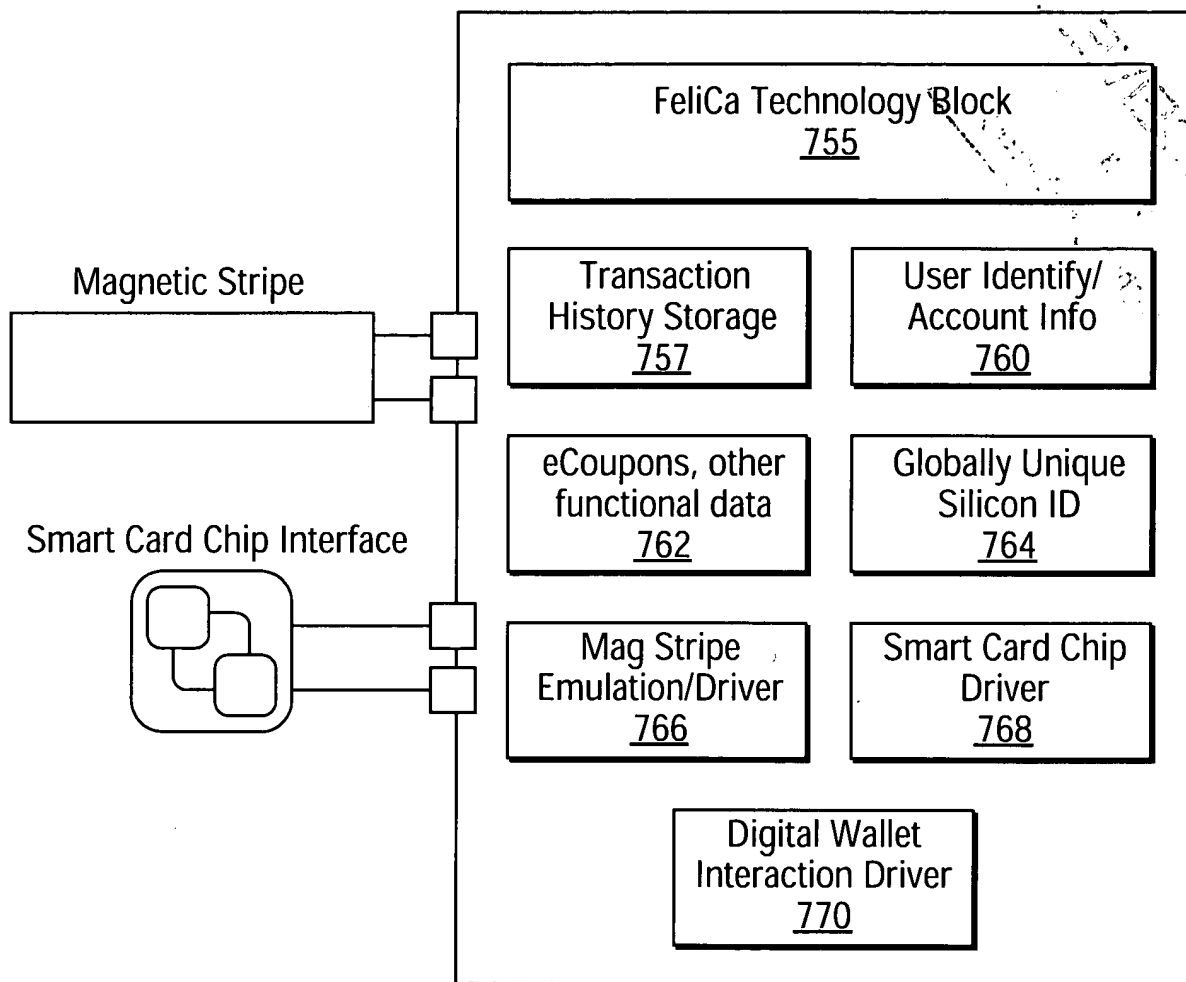 FeliCa Technology Block
755
Magnetic Stripe
Transaction
History Storage
757
User Identify/
Account Info
760
eCoupons, other
functional data
762
Globally Unique
Silicon ID
764
Smart Card Chip Interface
Mag Stripe
Emulation/Driver
766
Smart Card Chip
Driver
768
Digital Wallet
Interaction Driver
770